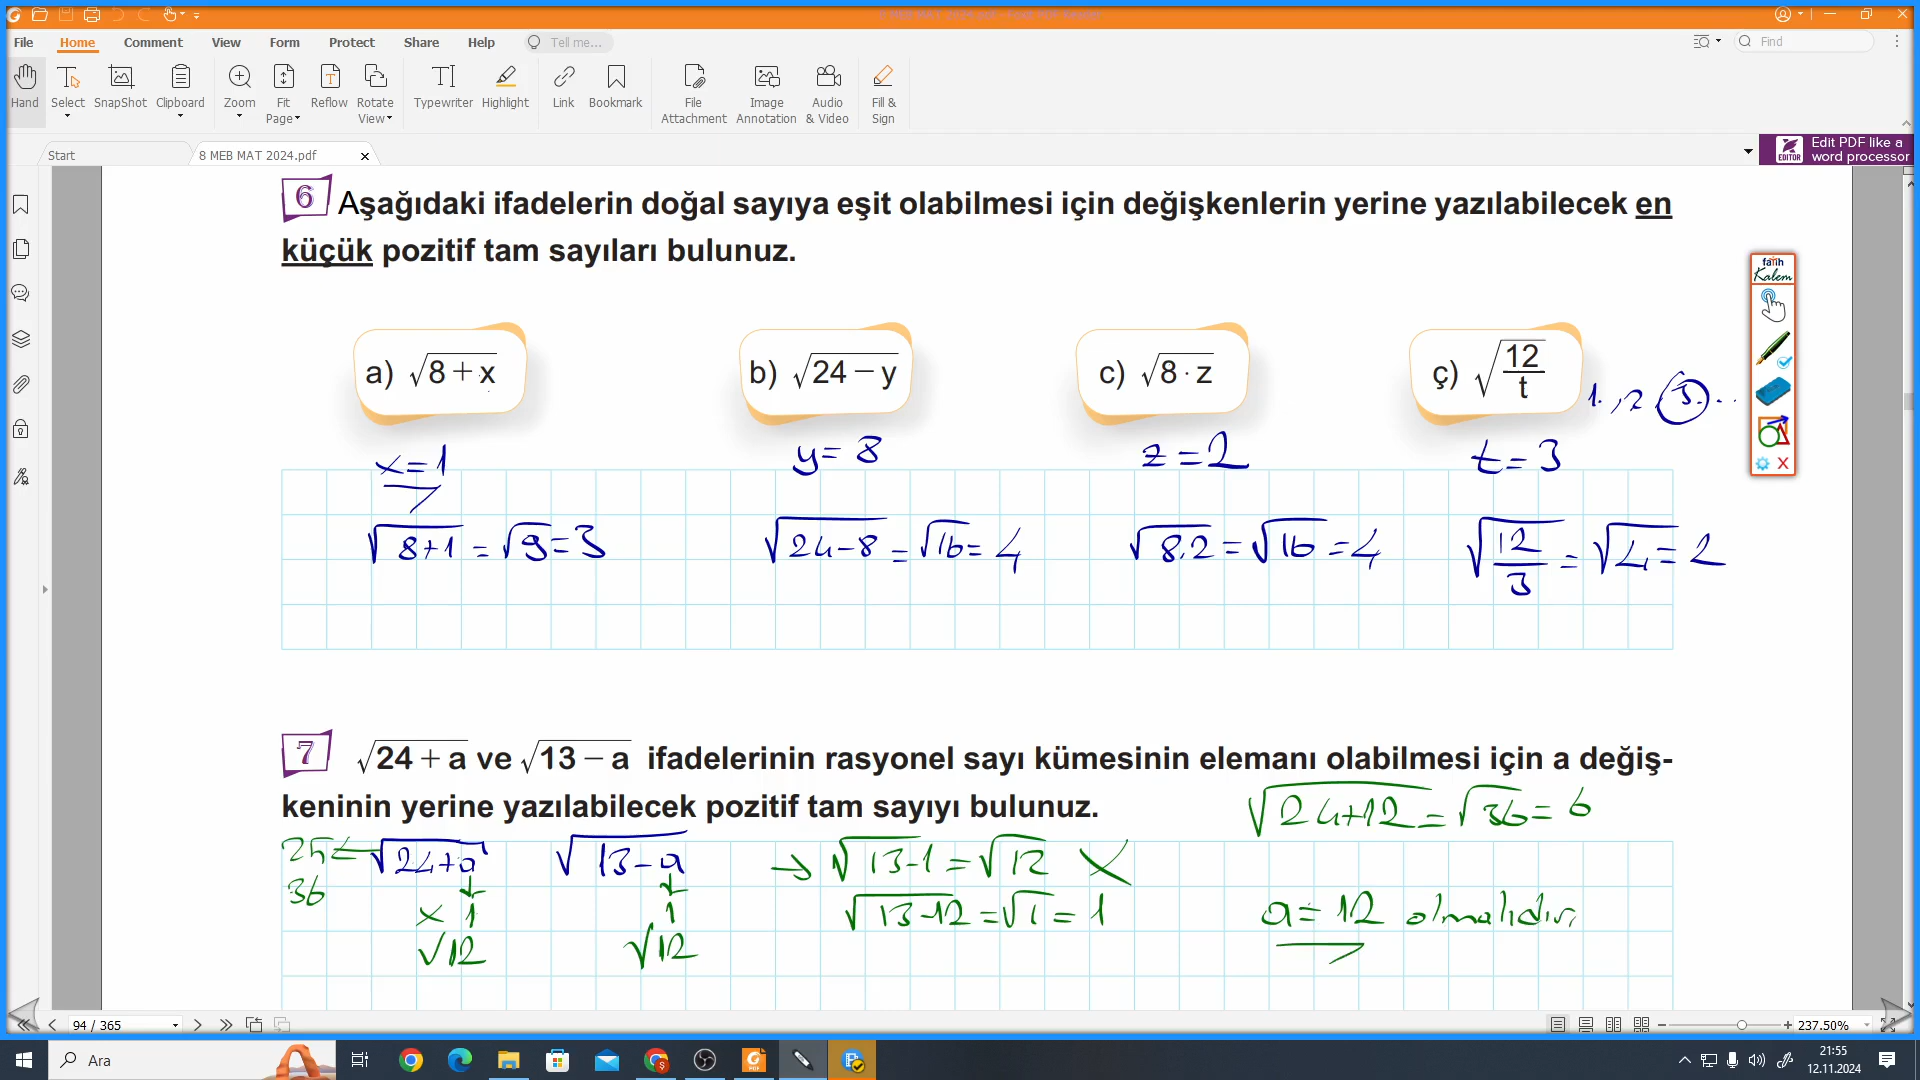 File Home Comment View Form Protect Share Help Tell me... Find
Hand Select SnapShot Clipboard Zoom Fit Page Reflow Rotate View Typewriter Highlight Link Bookmark File Attachment Image Annotation Audio & Video Fill & Sign
Start 8 MEB MAT 2024.pdf
EDITOR Edit PDF like a word processor
6 Aşağıdaki ifadelerin doğal sayıya eşit olabilmesi için değişkenlerin yerine yazılabilecek en
küçük pozitif tam sayıları bulunuz.
fatih Kalem
a) √(8 + x) b) √(24 − y) c) √(8 · z) ç) √(12/t) 1., 2 3. ..
x=1 y=8 z=2 t=3
√(8+1) = √9 = 3 √(24-8) = √16 = 4 √(8.2) = √16 = 4 √(12/3) = √4 = 2
7 √(24 + a) ve √(13 − a) ifadelerinin rasyonel sayı kümesinin elemanı olabilmesi için a değiş-
keninin yerine yazılabilecek pozitif tam sayıyı bulunuz. √(24+12) = √36 = 6
25 ← √(24+a) √(13-a) → √(13-1) = √12 X
36 ↓ ↓ √(13-12) = √1 = 1 a=12 olmalıdır.
x 1 1
√12 √12
94 / 365 237.50%
Ara 21:55
12.11.2024